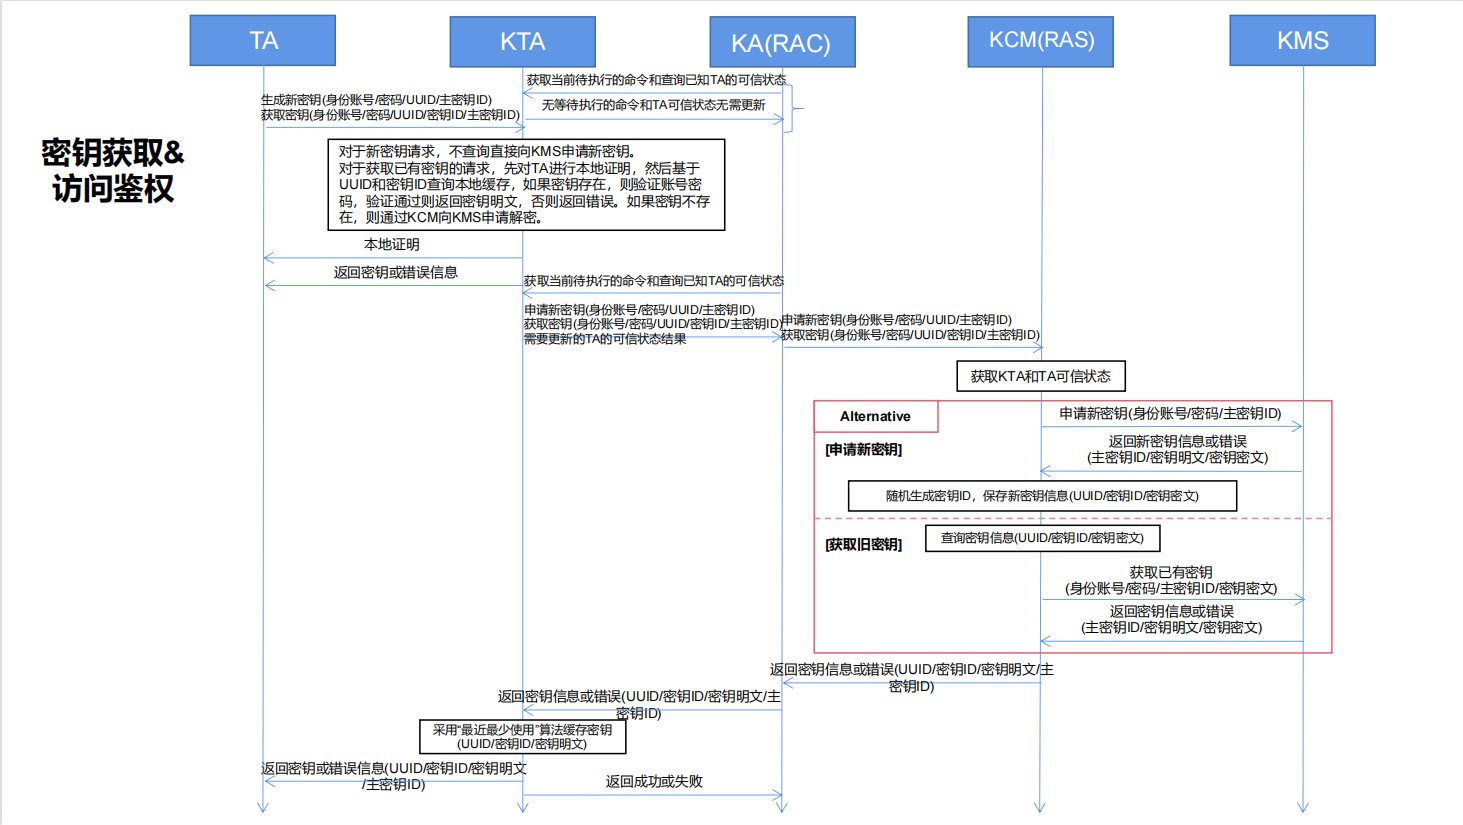 TA
KTA
KA(RAC)
KCM(RAS)
KMS
密钥获取&
访问鉴权
获取当前待执行的命令和查询已知TA的可信状态
生成新密钥(身份账号/密码/UUID/主密钥ID)
获取密钥(身份账号/密码/UUID/密钥ID/主密钥ID)
无等待执行的命令和TA可信状态无需更新
对于新密钥请求，不查询直接向KMS申请新密钥。
对于获取已有密钥的请求，先对TA进行本地证明，然后基于
UUID和密钥ID查询本地缓存，如果密钥存在，则验证账号密
码，验证通过则返回密钥明文，否则返回错误。如果密钥不存
在，则通过KCM向KMS申请解密。
本地证明
返回密钥或错误信息
获取当前待执行的命令和查询已知TA的可信状态
申请新密钥(身份账号/密码/UUID/主密钥ID)
获取密钥(身份账号/密码/UUID/密钥ID/主密钥ID)
需要更新的TA的可信状态结果
申请新密钥(身份账号/密码/UUID/主密钥ID)
获取密钥(身份账号/密码/UUID/密钥ID/主密钥ID)
获取KTA和TA可信状态
Alternative
[申请新密钥]
申请新密钥(身份账号/密码/主密钥ID)
返回新密钥信息或错误
(主密钥ID/密钥明文/密钥密文)
随机生成密钥ID，保存新密钥信息(UUID/密钥ID/密钥密文)
[获取旧密钥]
查询密钥信息(UUID/密钥ID/密钥密文)
获取已有密钥
(身份账号/密码/主密钥ID/密钥密文)
返回密钥信息或错误
(主密钥ID/密钥明文/密钥密文)
返回密钥信息或错误(UUID/密钥ID/密钥明文/主
密钥ID)
返回密钥信息或错误(UUID/密钥ID/密钥明文/主
密钥ID)
采用“最近最少使用”算法缓存密钥
(UUID/密钥ID/密钥明文)
返回密钥或错误信息(UUID/密钥ID/密钥明文
/主密钥ID)
返回成功或失败